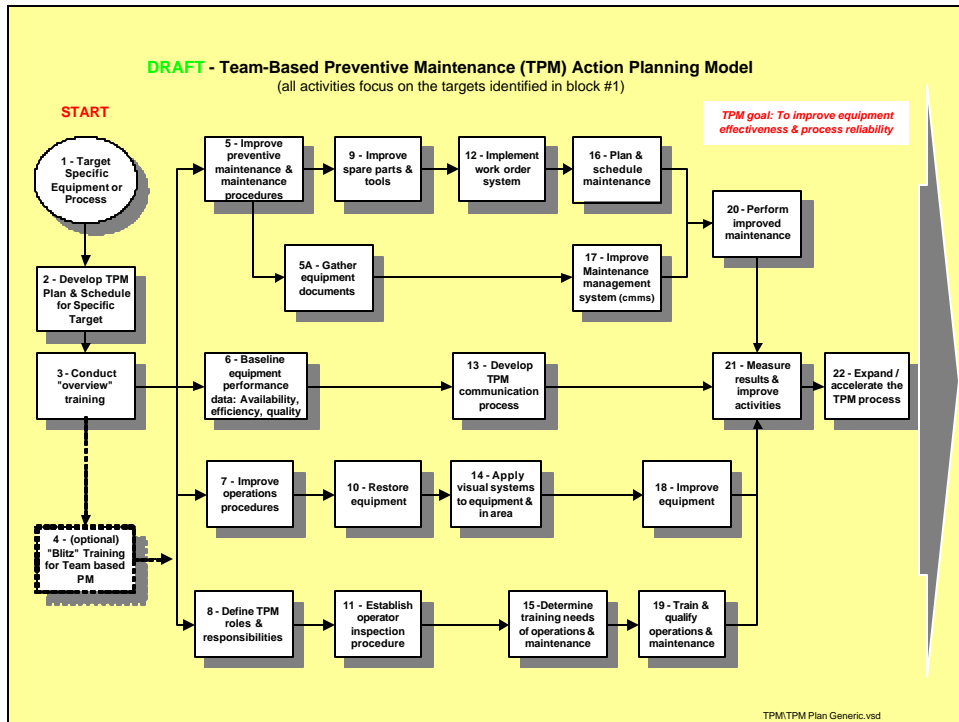 DRAFT - Team-Based Preventive Maintenance (TPM) Action Planning Model
(all activities focus on the targets identified in block #1)
START
TPM goal: To improve equipment
effectiveness & process reliability
1 - Target
Specific
Equipment or
Process
2 - Develop TPM
Plan & Schedule
for Specific
Target
3 - Conduct
"overview"
training
4 - (optional)
"Blitz" Training
for Team based
PM
5 - Improve
preventive
maintenance &
maintenance
procedures
9 - Improve
spare parts &
tools
12 - Implement
work order
system
16 - Plan &
schedule
maintenance
5A - Gather
equipment
documents
17 - Improve
Maintenance
management
system (cmms)
20 - Perform
improved
maintenance
6 - Baseline
equipment
performance
data: Availability,
efficiency, quality
13 - Develop
TPM
communication
process
21 - Measure
results &
improve
activities
22 - Expand /
accelerate the
TPM process
7 - Improve
operations
procedures
10 - Restore
equipment
14 - Apply
visual systems
to equipment &
in area
18 - Improve
equipment
8 - Define TPM
roles &
responsibilities
11 - Establish
operator
inspection
procedure
15 -Determine
training needs
of operations &
maintenance
19 - Train &
qualify
operations &
maintenance
TPM\TPM Plan Generic.vsd